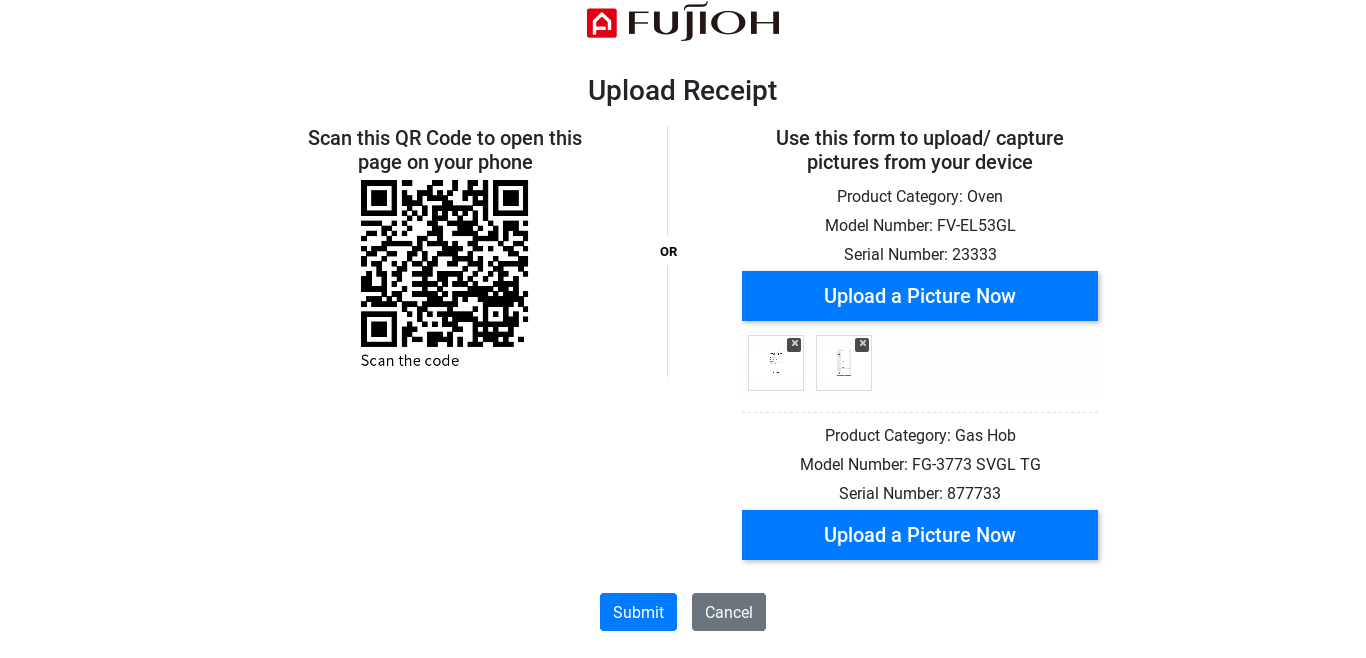 FUJIOH
Upload Receipt
Scan this QR Code to open this
page on your phone
Scan the code
OR
Use this form to upload/ capture
pictures from your device
Product Category: Oven
Model Number: FV-EL53GL
Serial Number: 23333
Upload a Picture Now
Product Category: Gas Hob
Model Number: FG-3773 SVGL TG
Serial Number: 877733
Upload a Picture Now
Submit
Cancel